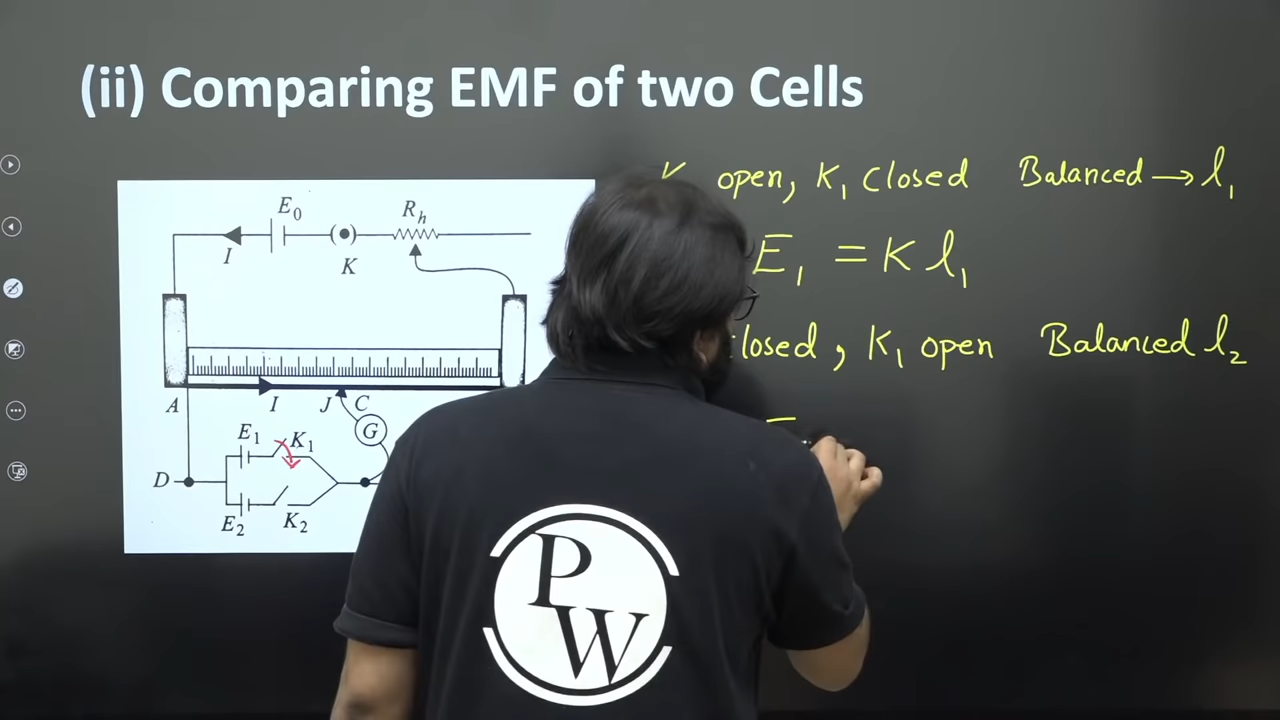 (ii) Comparing EMF of two Cells
open, K₁ closed Balanced → l₁
E₁ = K l₁
closed, K₁ open Balanced l₂
E₀
Rₕ
I
K
A
I
J C
G
E₁ K₁
D
E₂ K₂
PW